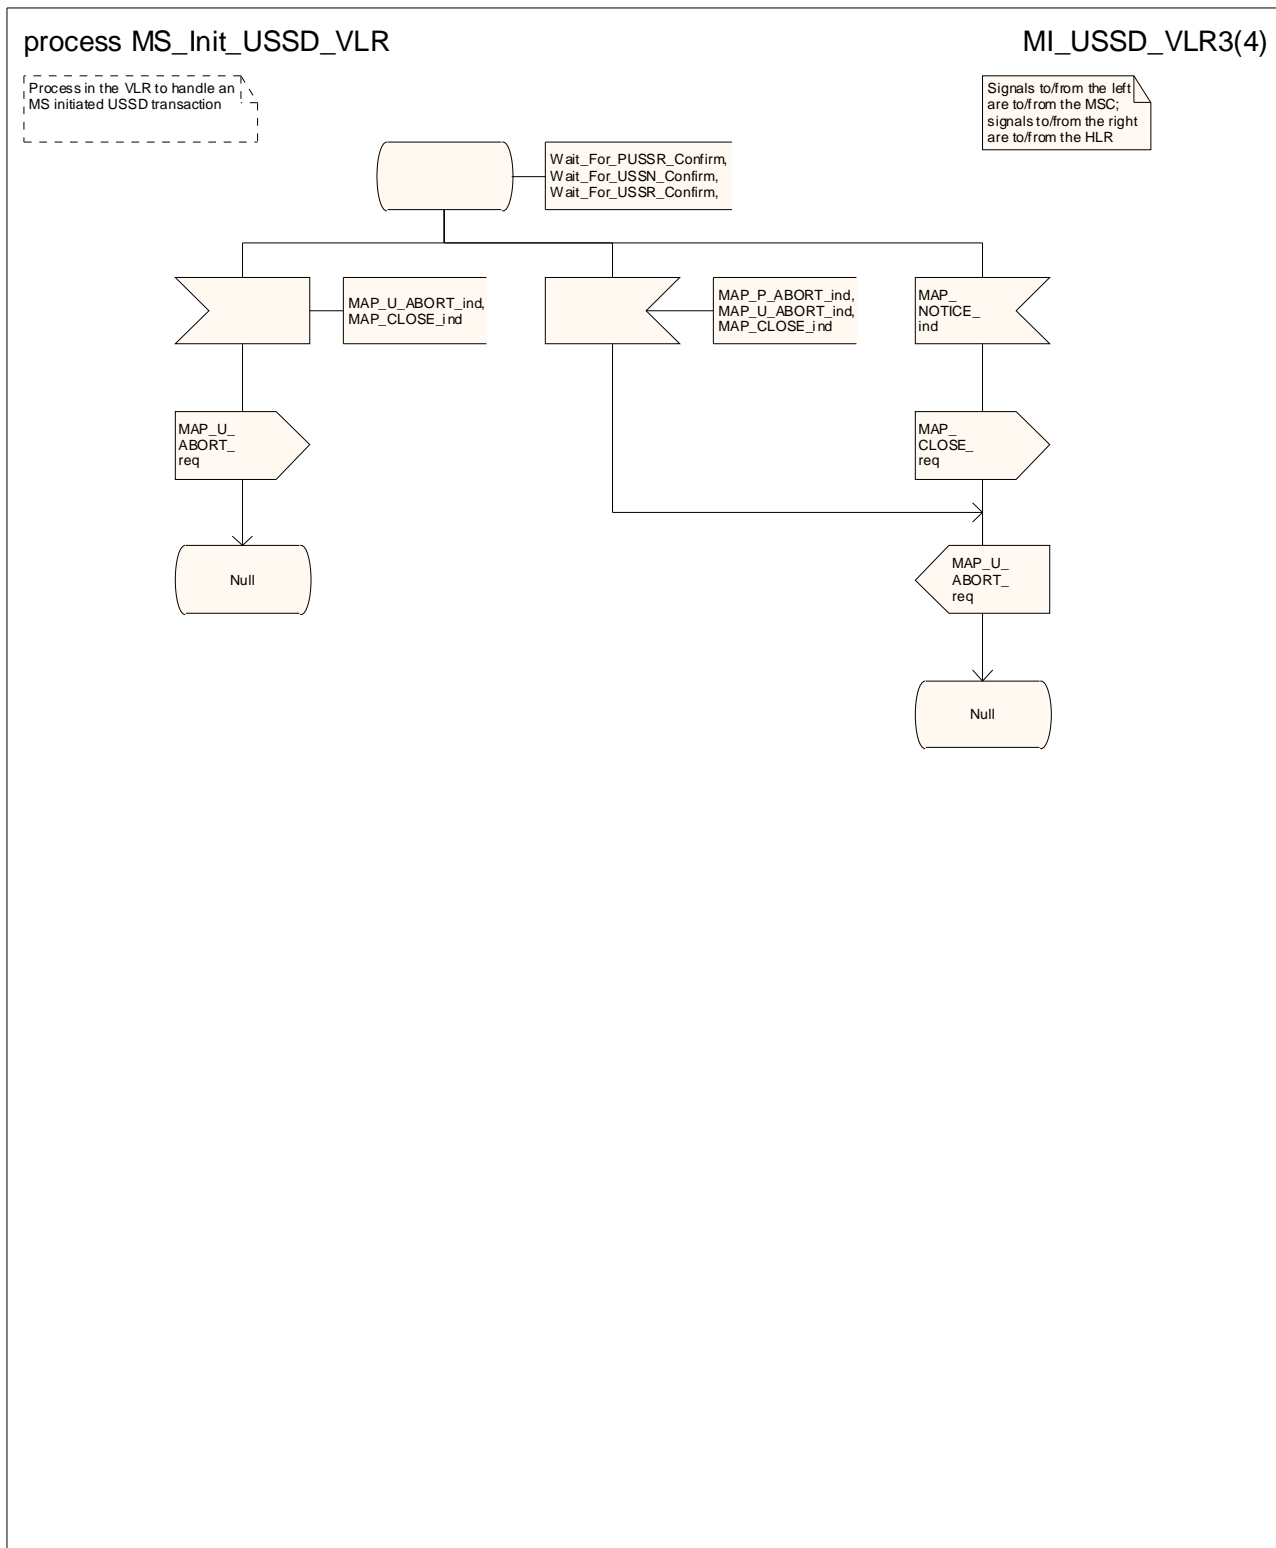 process MS_Init_USSD_VLR
MI_USSD_VLR3(4)
Process in the VLR to handle an
MS initiated USSD transaction
Signals to/from the left
are to/from the MSC;
signals to/from the right
are to/from the HLR
Wait_For_PUSSR_Confirm,
Wait_For_USSN_Confirm,
Wait_For_USSR_Confirm,
MAP_U_ABORT_ind,
MAP_CLOSE_ind
MAP_P_ABORT_ind,
MAP_U_ABORT_ind,
MAP_CLOSE_ind
MAP_
NOTICE_
ind
MAP_U_
ABORT_
req
MAP_
CLOSE_
req
Null
MAP_U_
ABORT_
req
Null